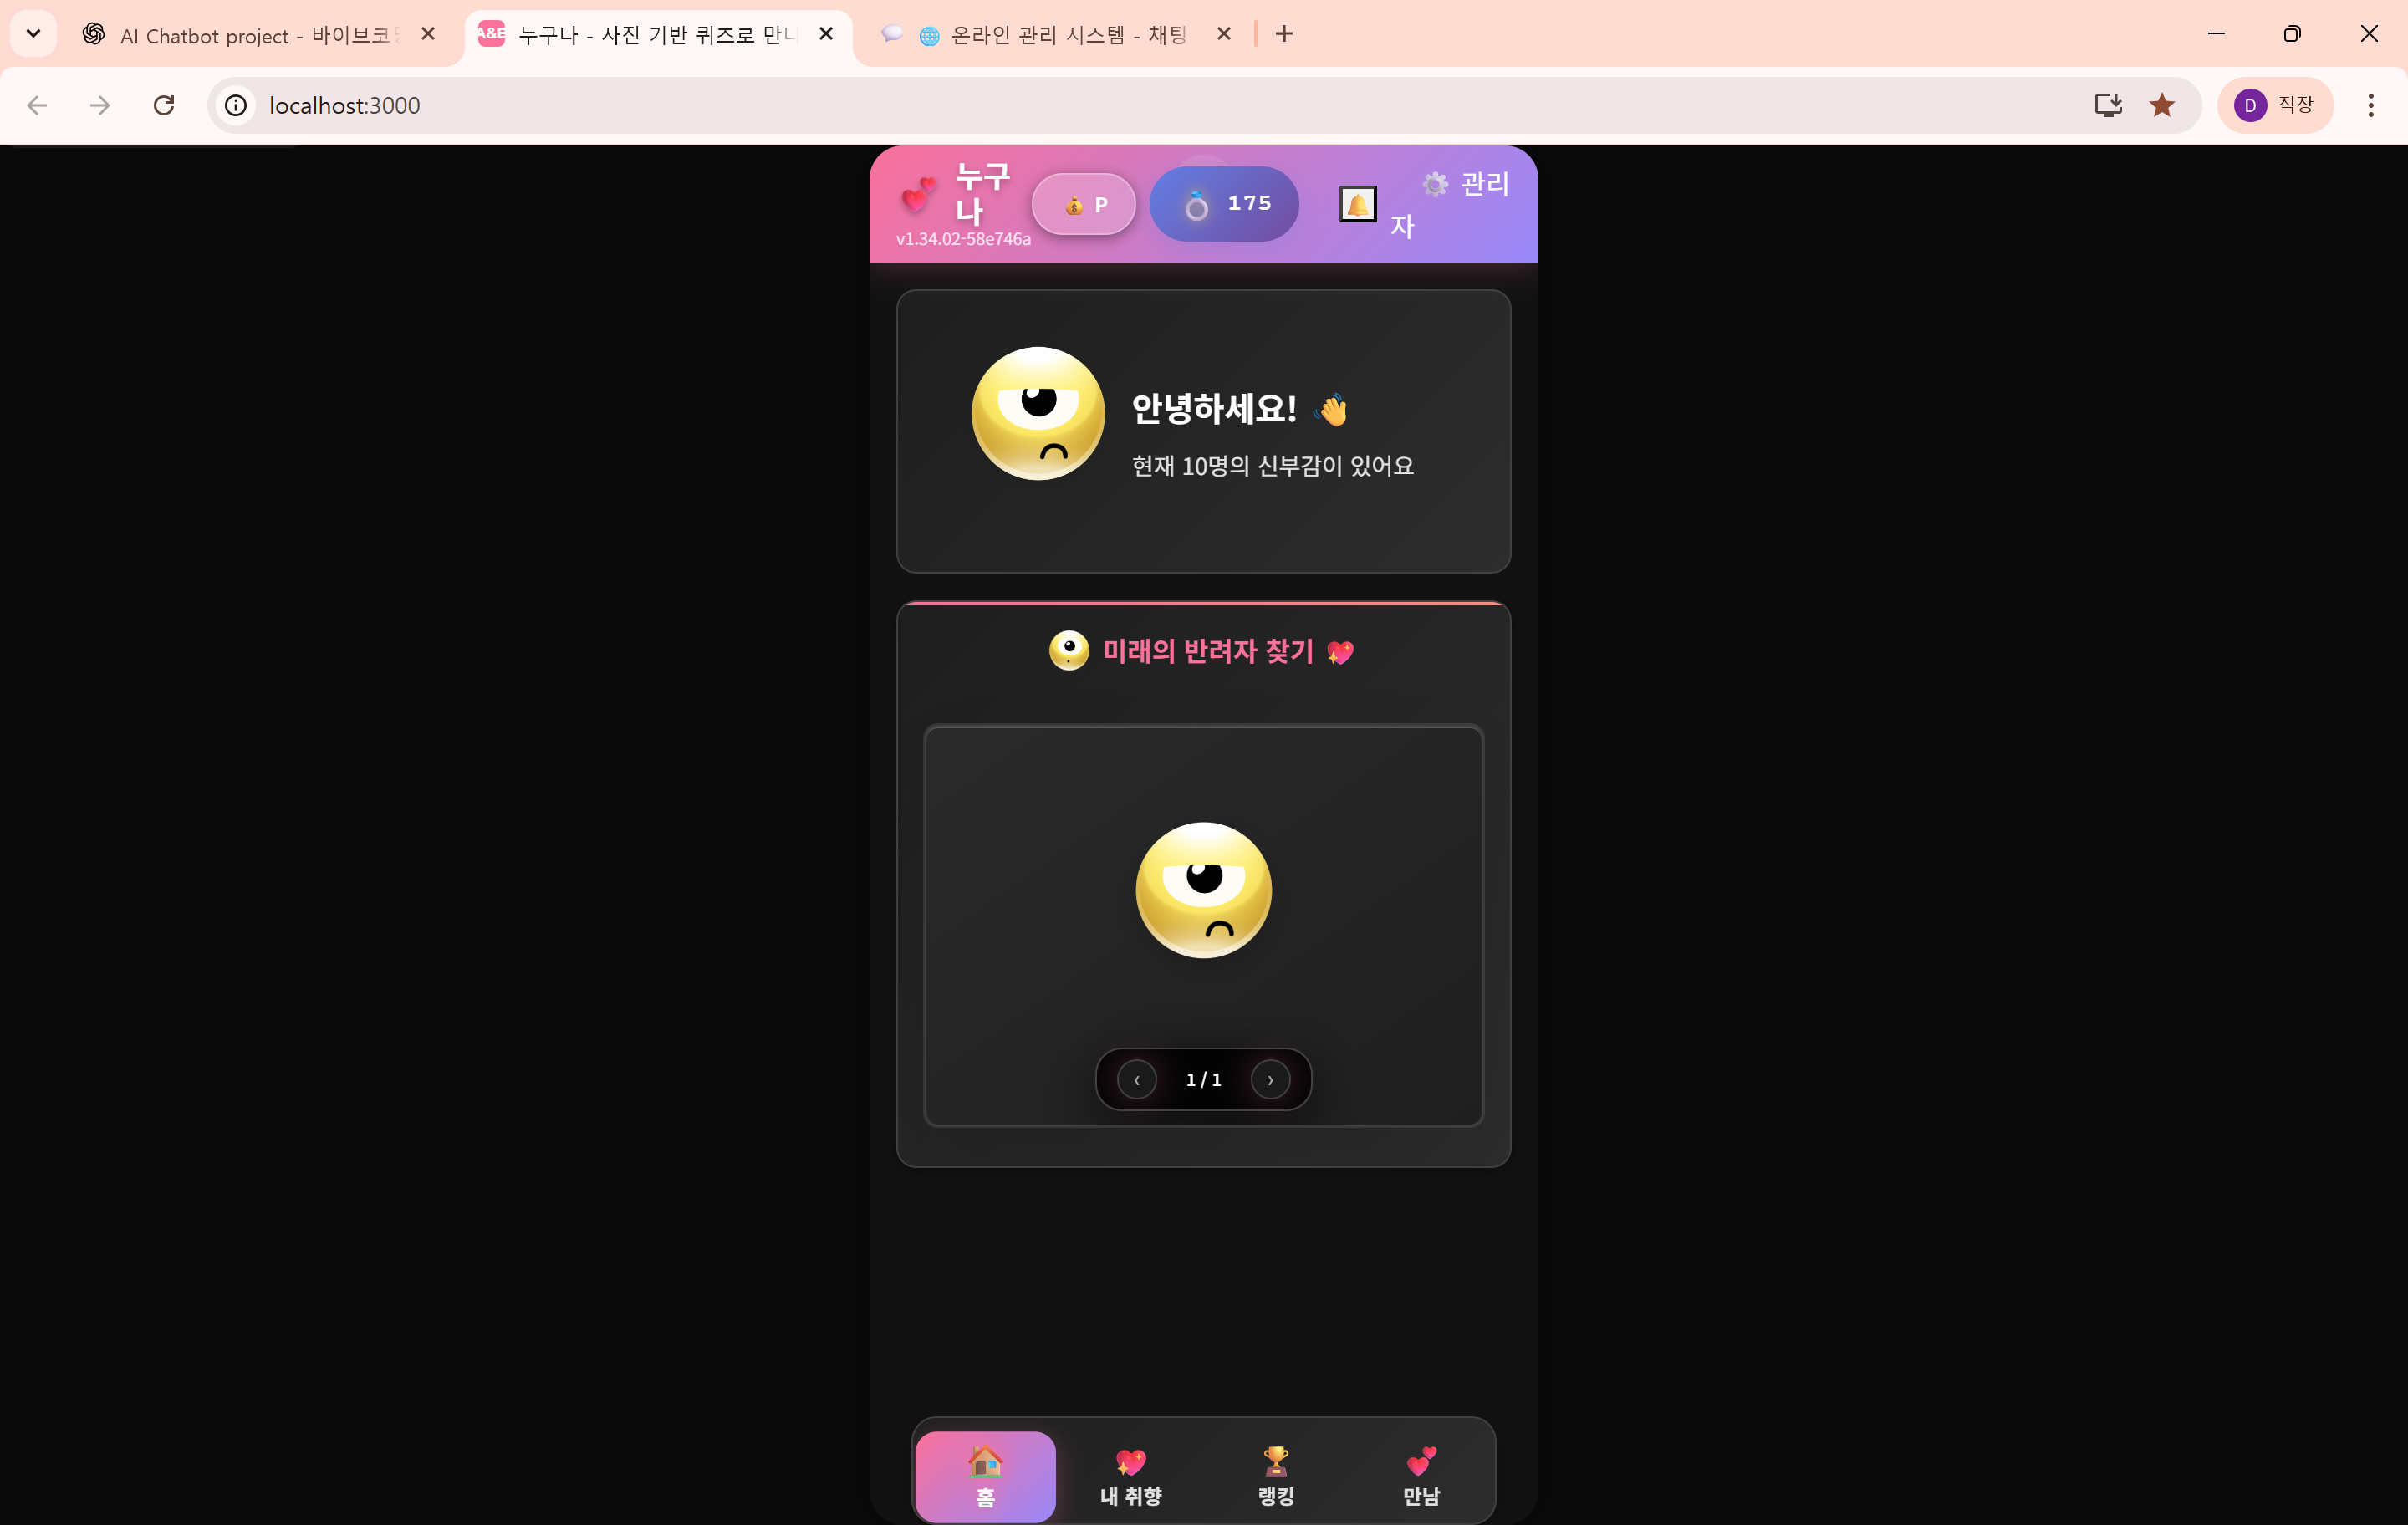 AI Chatbot project - 바이브코
A&E
누구나 - 사진 기반 퀴즈로 만
온라인 관리 시스템 - 채팅
localhost:3000
D
직장
누구
나
v1.34.02-58e746a
P
175
관리
자
안녕하세요!
현재 10명의 신부감이 있어요
미래의 반려자 찾기
‹ 1 / 1 ›
홈
내 취향
랭킹
만남